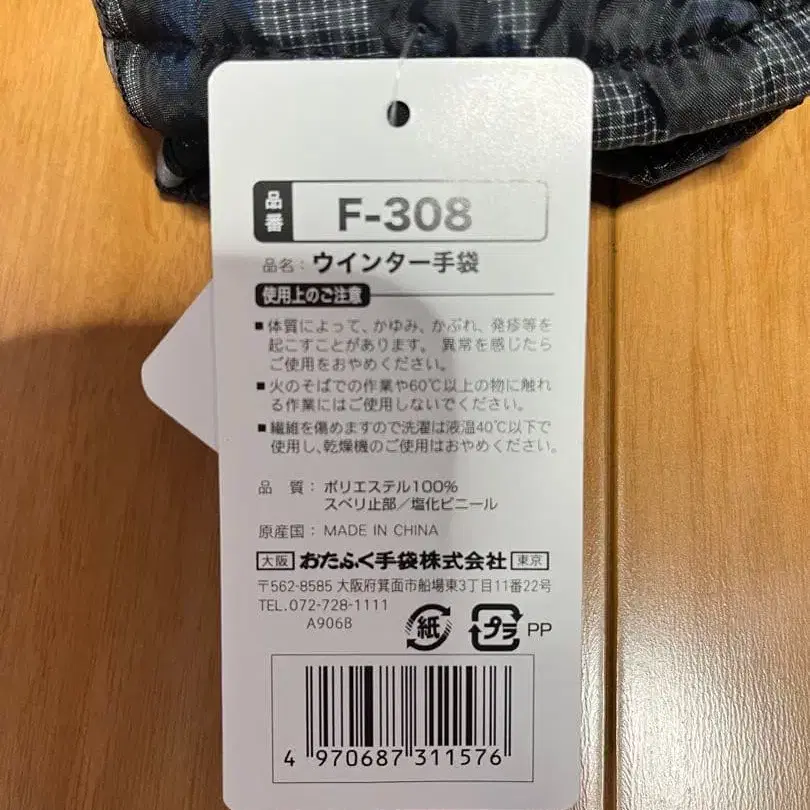 品番 F-308
品名：ウインター手袋
使用上のご注意
■体質によって、かゆみ、かぶれ、発疹等を
起こすことがあります。異常を感じたら
ご使用をおやめください。
■火のそばでの作業や60℃以上の物に触れ
る作業にはご使用しないでください。
■繊維を傷めますので洗濯は液温40℃以下で
使用し、乾燥機のご使用はおやめください。
品 質：ポリエステル100%
スベリ止部／塩化ビニール
原産国：MADE IN CHINA
大阪 おたふく手袋株式会社 東京
〒562-8585 大阪府箕面市船場東3丁目11番22号
TEL.072-728-1111
A906B
紙 プラ PP
4 970687 311576